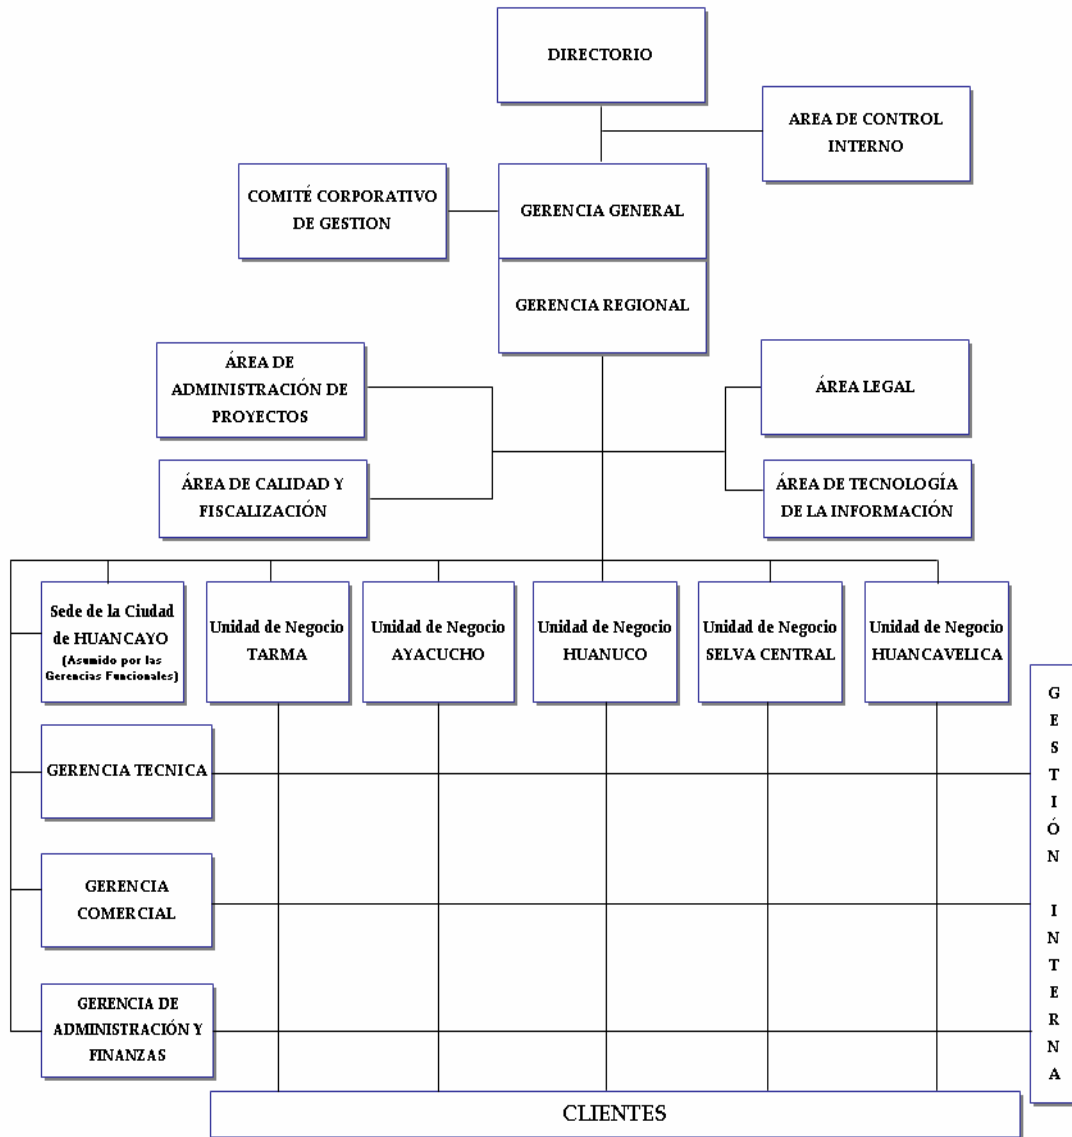 DIRECTORIO
AREA DE CONTROL
INTERNO
COMITÉ CORPORATIVO
DE GESTION
GERENCIA GENERAL
GERENCIA REGIONAL
ÁREA DE
ADMINISTRACIÓN DE
PROYECTOS
ÁREA LEGAL
ÁREA DE CALIDAD Y
FISCALIZACIÓN
ÁREA DE TECNOLOGÍA
DE LA INFORMACIÓN
Sede de la Ciudad
de HUANCAYO
(Asumido por las
Gerencias Funcionales)
Unidad de Negocio
TARMA
Unidad de Negocio
AYACUCHO
Unidad de Negocio
HUANUCO
Unidad de Negocio
SELVA CENTRAL
Unidad de Negocio
HUANCAVELICA
GERENCIA TECNICA
GERENCIA
COMERCIAL
GERENCIA DE
ADMINISTRACIÓN Y
FINANZAS
GESTIÓN INTERNA
CLIENTES